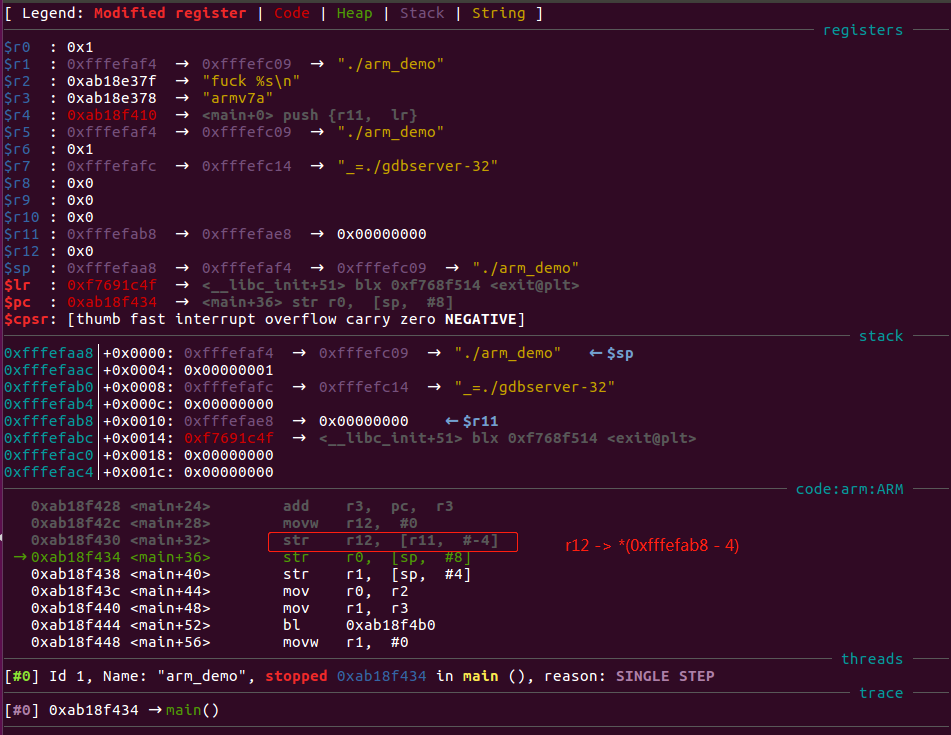 [ Legend: Modified register | Code | Heap | Stack | String ]
registers
$r0  : 0x1
$r1  : 0xfffefaf4  →  0xfffefc09  →  "./arm_demo"
$r2  : 0xab18e37f  →  "fuck %s\n"
$r3  : 0xab18e378  →  "armv7a"
$r4  : 0xab18f410  →  <main+0> push {r11,  lr}
$r5  : 0xfffefaf4  →  0xfffefc09  →  "./arm_demo"
$r6  : 0x1
$r7  : 0xfffefafc  →  0xfffefc14  →  "_=./gdbserver-32"
$r8  : 0x0
$r9  : 0x0
$r10 : 0x0
$r11 : 0xfffefab8  →  0xfffefae8  →  0x00000000
$r12 : 0x0
$sp  : 0xfffefaa8  →  0xfffefaf4  →  0xfffefc09  →  "./arm_demo"
$lr  : 0xf7691c4f  →  <__libc_init+51> blx 0xf768f514 <exit@plt>
$pc  : 0xab18f434  →  <main+36> str r0,  [sp,  #8]
$cpsr: [thumb fast interrupt overflow carry zero NEGATIVE]
stack
0xfffefaa8│+0x0000: 0xfffefaf4  →  0xfffefc09  →  "./arm_demo"   ←$sp
0xfffefaac│+0x0004: 0x00000001
0xfffefab0│+0x0008: 0xfffefafc  →  0xfffefc14  →  "_=./gdbserver-32"
0xfffefab4│+0x000c: 0x00000000
0xfffefab8│+0x0010: 0xfffefae8  →  0x00000000    ←$r11
0xfffefabc│+0x0014: 0xf7691c4f  →  <__libc_init+51> blx 0xf768f514 <exit@plt>
0xfffefac0│+0x0018: 0x00000000
0xfffefac4│+0x001c: 0x00000000
code:arm:ARM
0xab18f428 <main+24>        add    r3,  pc,  r3
0xab18f42c <main+28>        movw   r12,  #0
0xab18f430 <main+32>        str    r12,  [r11,  #-4]    r12 -> *(0xfffefab8 - 4)
→0xab18f434 <main+36>        str    r0,  [sp,  #8]
0xab18f438 <main+40>        str    r1,  [sp,  #4]
0xab18f43c <main+44>        mov    r0,  r2
0xab18f440 <main+48>        mov    r1,  r3
0xab18f444 <main+52>        bl     0xab18f4b0
0xab18f448 <main+56>        movw   r1,  #0
threads
[#0] Id 1, Name: "arm_demo", stopped 0xab18f434 in main (), reason: SINGLE STEP
trace
[#0] 0xab18f434 →main()